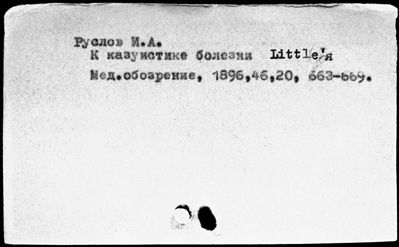 Руслов И.А.
К казуистике болезни Little'я
Мед.обозрение, 1896,46,20, 663-669.